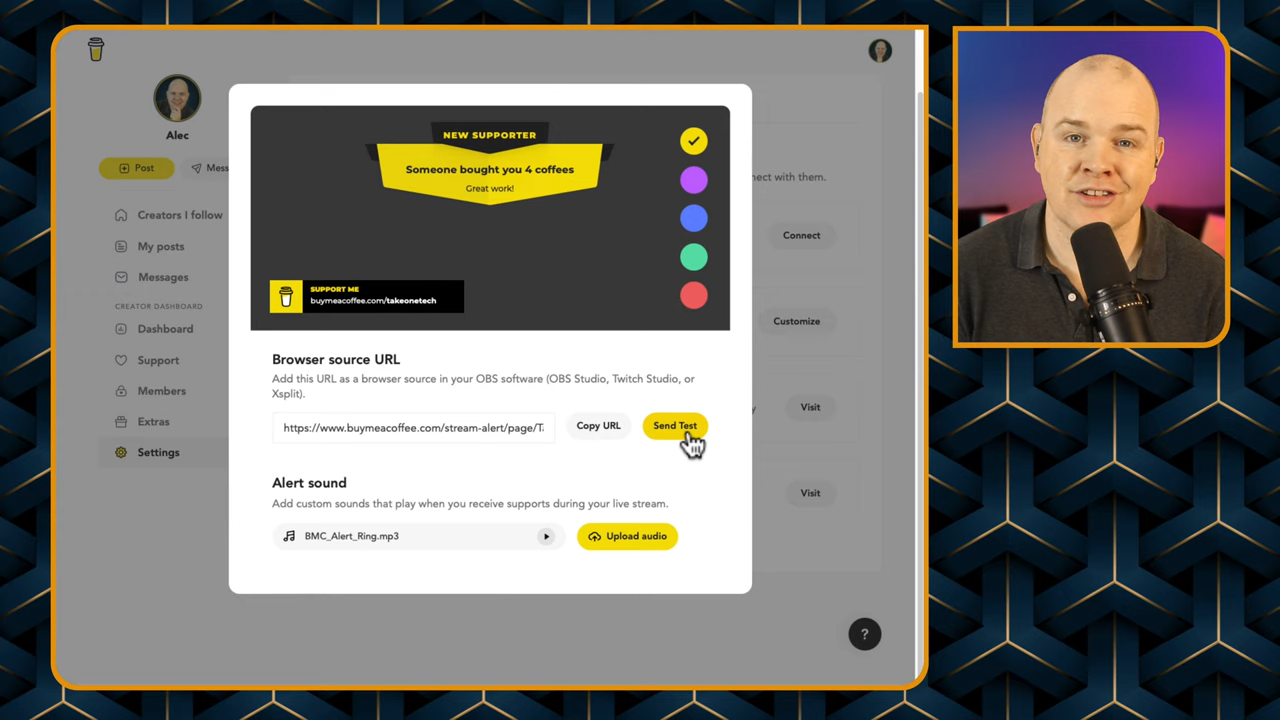 Alec
Post
Mess
Creators I follow
My posts
Messages
CREATOR DASHBOARD
Dashboard
Support
Members
Extras
Settings
NEW SUPPORTER
Someone bought you 4 coffees
Great work!
SUPPORT ME
buymeacoffee.com/takeonetech
Browser source URL
Add this URL as a browser source in your OBS software (OBS Studio, Twitch Studio, or
Xsplit).
https://www.buymeacoffee.com/stream-alert/page/T
Copy URL
Send Test
Alert sound
Add custom sounds that play when you receive supports during your live stream.
BMC_Alert_Ring.mp3
Upload audio
nect with them.
Connect
Customize
y
Visit
Visit
?